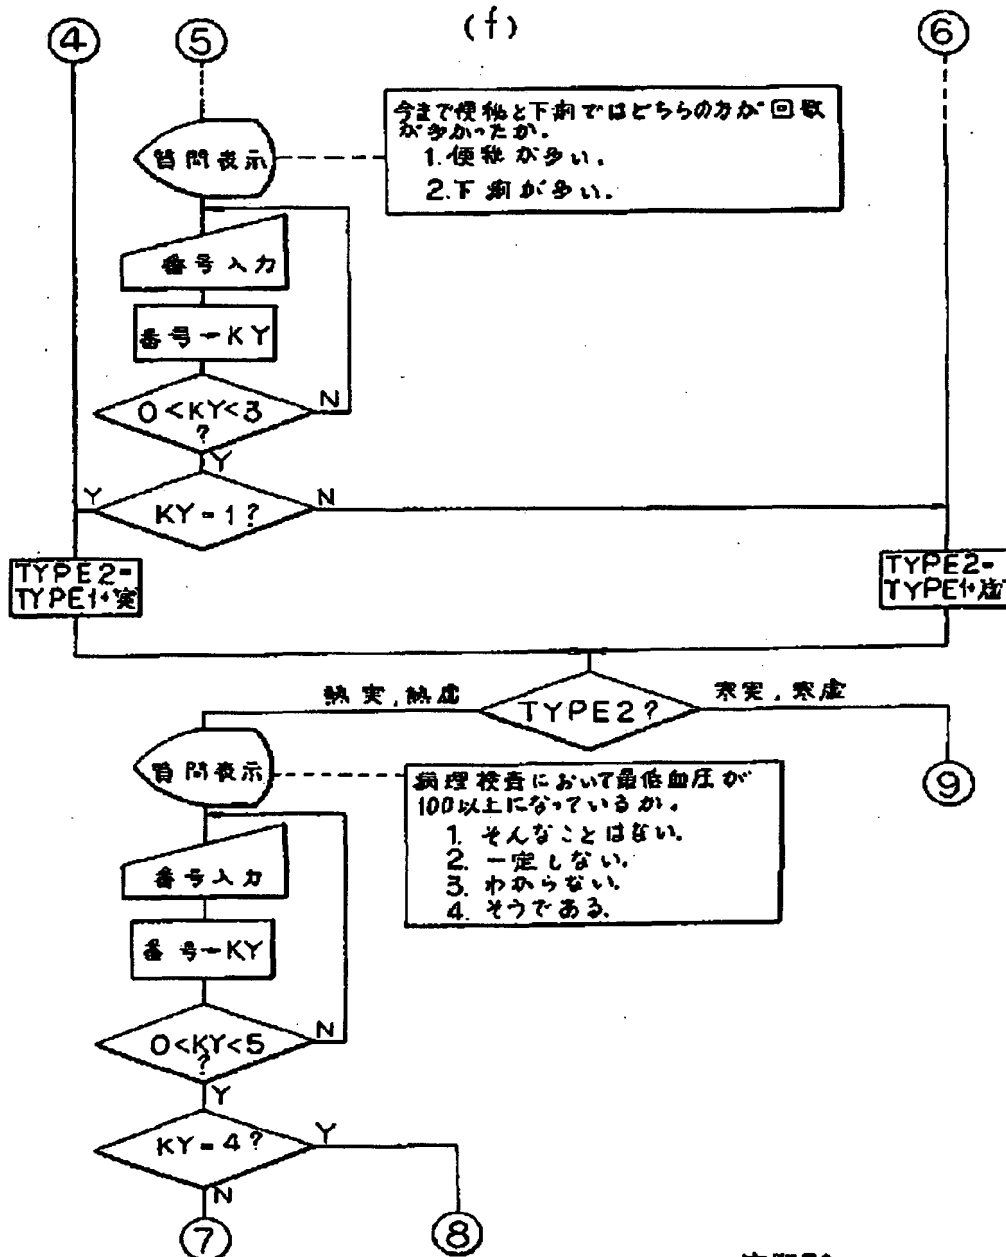 (f)
④
⑤
⑥
質問表示
今まで便秘と下痢ではどちらの方が回数
が多かったか。
1. 便秘が多い。
2. 下痢が多い。
番号入力
番号→KY
0<KY<3
?
N
Y
KY=1?
Y
N
TYPE2=
TYPE1+実
TYPE2=
TYPE1+虚
TYPE2?
熱実,熱虚
寒実,寒虚
⑨
質問表示
病理検査において最低血圧が
100以上になっているか。
1. そんなことはない。
2. 一定しない。
3. わからない。
4. そうである。
番号入力
番号→KY
0<KY<5
?
N
Y
KY=4?
Y
N
⑦
⑧